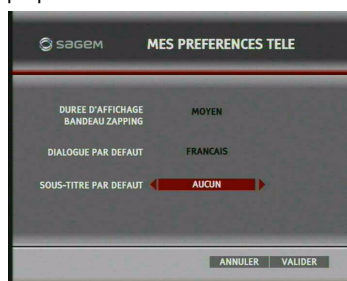 SAGEM
MES PREFERENCES TELE
DUREE D'AFFICHAGE
BANDEAU ZAPPING
MOYEN
DIALOGUE PAR DEFAUT
FRANCAIS
SOUS-TITRE PAR DEFAUT
AUCUN
ANNULER
VALIDER